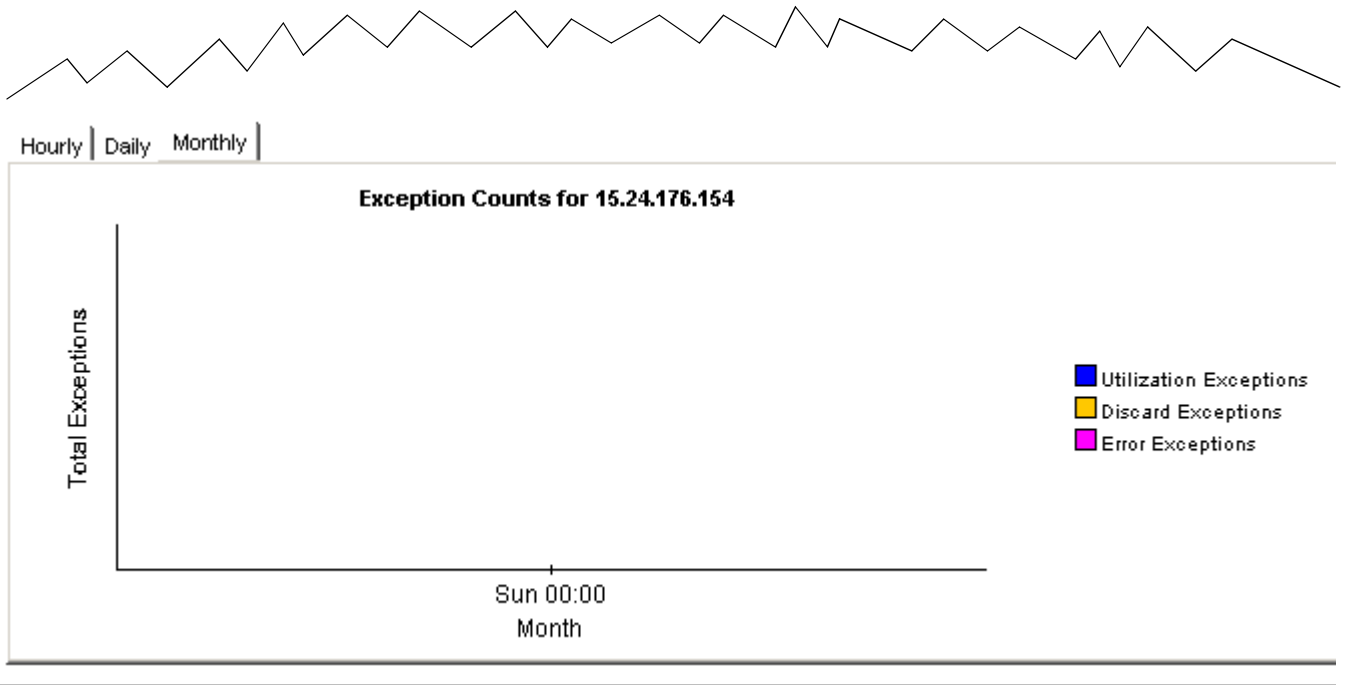 Hourly Daily Monthly
Exception Counts for 15.24.176.154
Total Exceptions
Utilization Exceptions
Discard Exceptions
Error Exceptions
Sun 00:00
Month